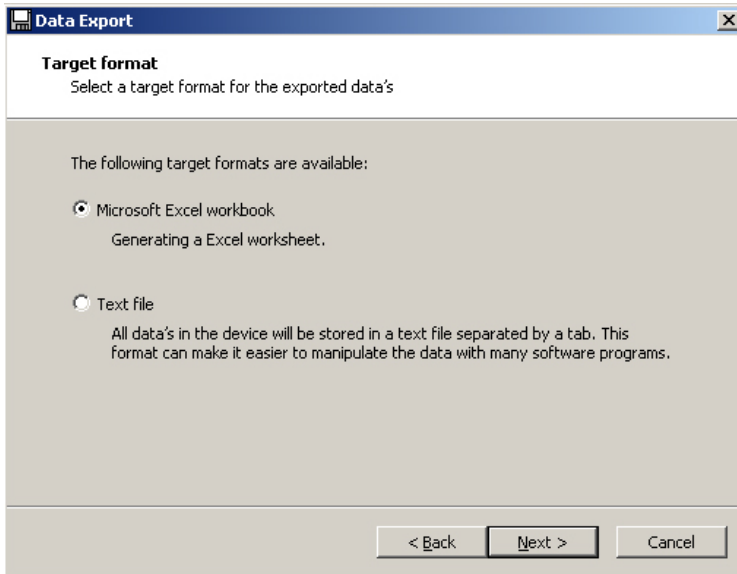 Data Export
Target format
Select a target format for the exported data's
The following target formats are available:
Microsoft Excel workbook
Generating a Excel worksheet.
Text file
All data's in the device will be stored in a text file separated by a tab. This
format can make it easier to manipulate the data with many software programs.
< Back Next > Cancel